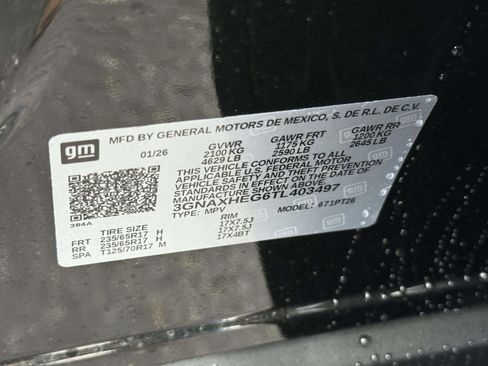 MFD BY GENERAL MOTORS DE MEXICO, S. DE R.L. DE C.V.
gm
01/26 GVWR GAWR FRT GAWR RR
2100 KG 1175 KG 1200 KG
4629 LB 2590 LB 2645 LB
THIS VEHICLE CONFORMS TO ALL
APPLICABLE U.S. FEDERAL MOTOR
VEHICLE SAFETY STANDARDS IN
EFFECT ON THE DATE OF
MANUFACTURE SHOWN ABOVE.
3GNAXHEG6TL403497
TYPE: MPV MODEL: 671PT26
384A
TIRE SIZE RIM
FRT 235/65R17 H 17X7.5J
RR 235/65R17 H 17X7.5J
SPA T125/70R17 M 17X4BT